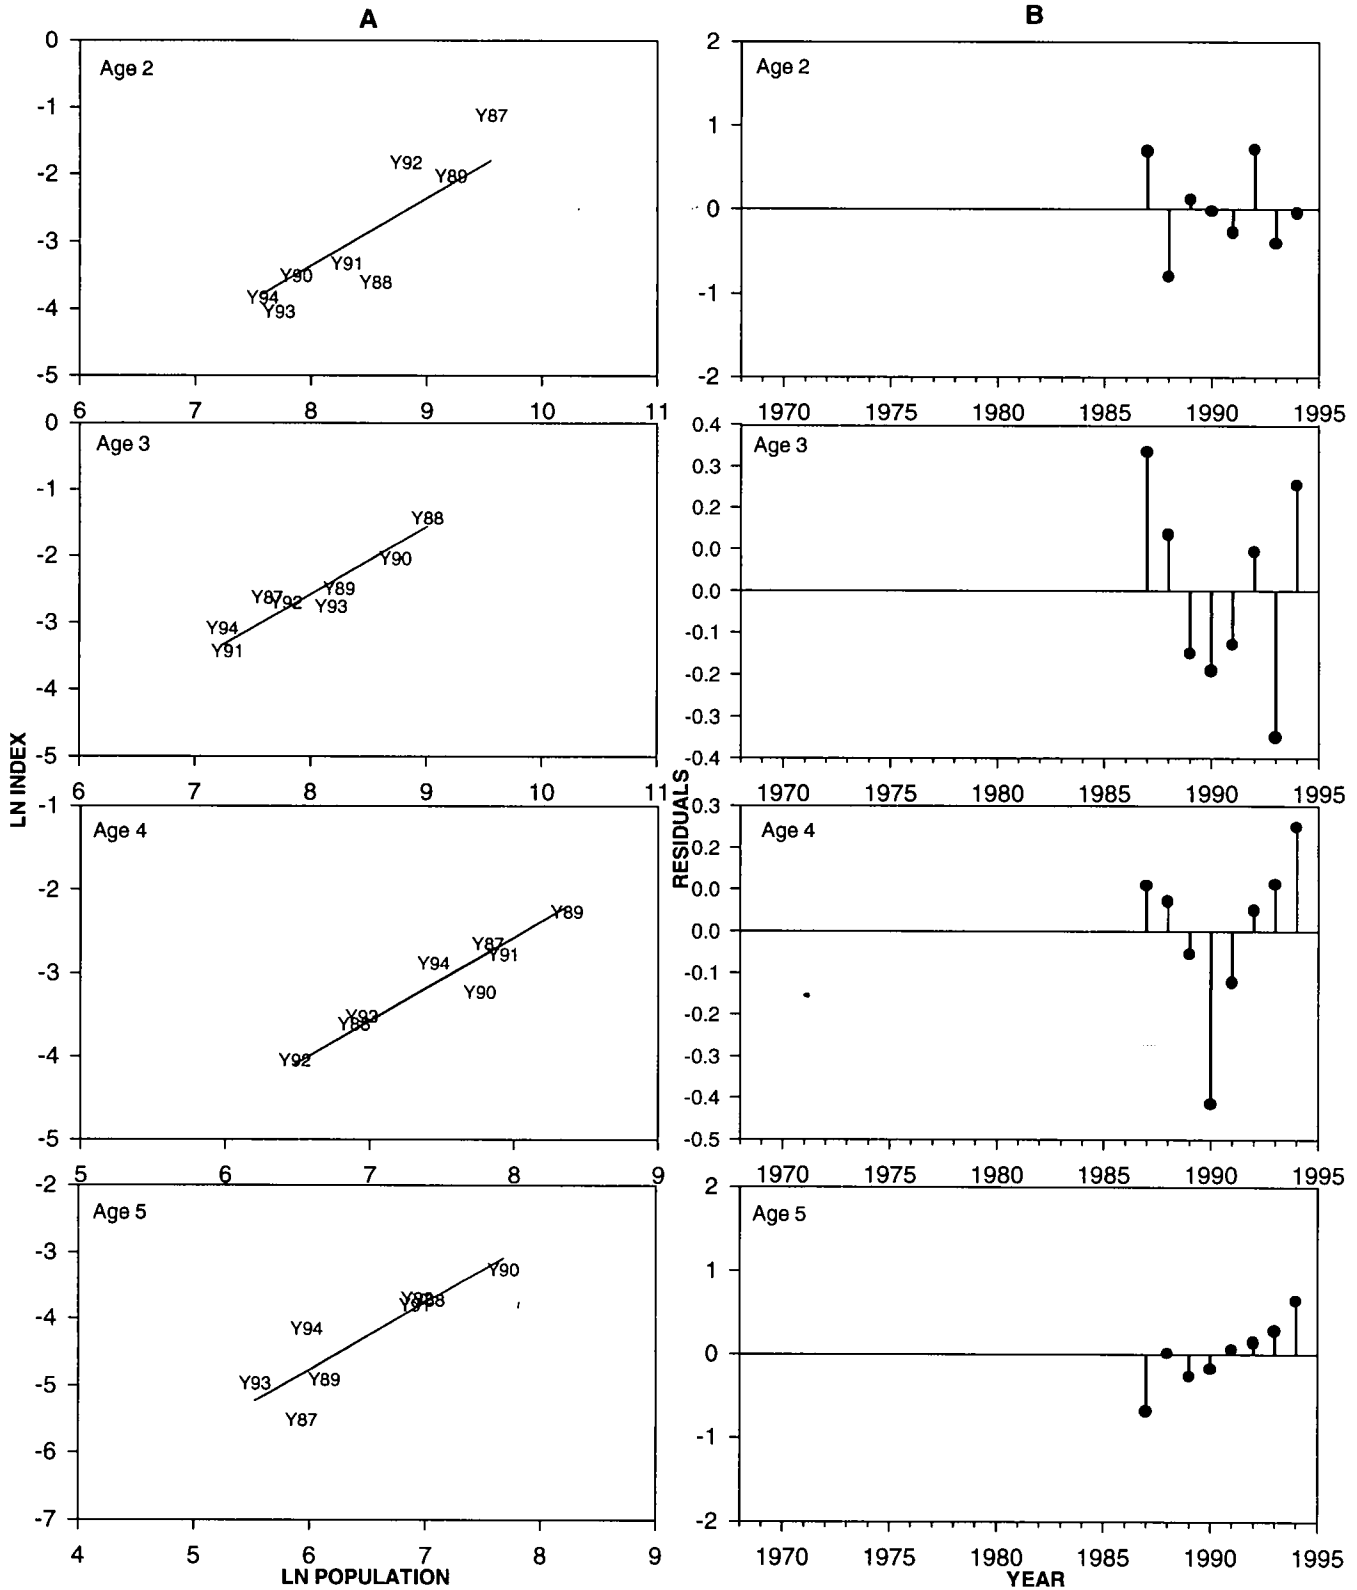 A
B
0
-1
-2
-3
-4
-5
Age 2
Y87
Y92
Y89
Y91
Y90
Y88
Y94
Y93
6 7 8 9 10 11
2
1
0
-1
-2
Age 2
1970 1975 1980 1985 1990 1995
0
-1
-2
-3
-4
-5
Age 3
Y88
Y90
Y89
Y87
Y92
Y93
Y94
Y91
6 7 8 9 10 11
0.4
0.3
0.2
0.0
0.0
-0.1
-0.2
-0.3
-0.4
Age 3
1970 1975 1980 1985 1990 1995
LN INDEX
RESIDUALS
-1
-2
-3
-4
-5
Age 4
Y89
Y87
Y91
Y94
Y90
Y93
Y88
Y92
5 6 7 8 9
0.3
0.2
0.0
0.0
-0.1
-0.2
-0.3
-0.4
-0.5
Age 4
1970 1975 1980 1985 1990 1995
-2
-3
-4
-5
-6
-7
Age 5
Y90
Y94
Y93
Y89
Y87
4 5 6 7 8 9
LN POPULATION
2
1
0
-1
-2
Age 5
1970 1975 1980 1985 1990 1995
YEAR